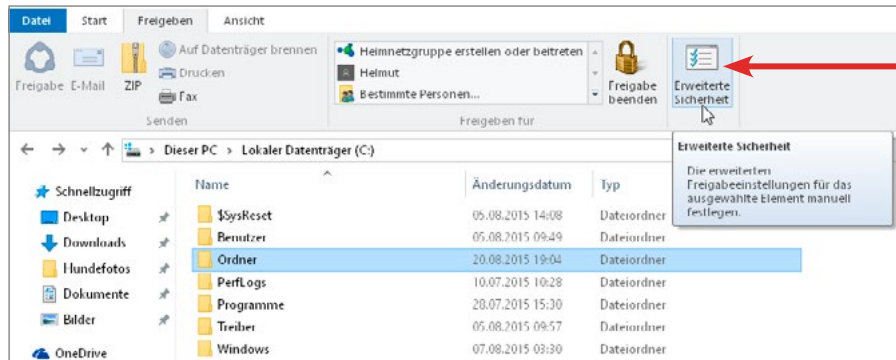 Datei Start Freigeben Ansicht
Freigabe E-Mail ZIP
Auf Datenträger brennen
Drucken
Fax
Senden
Heimnetzgruppe erstellen oder beitreten
Helmut
Bestimmte Personen...
Freigeben für
Freigabe
beenden
Erweiterte
Sicherheit
Dieser PC > Lokaler Datenträger (C:)
Erweiterte Sicherheit
Die erweiterten
Freigabeeinstellungen für das
ausgewählte Element manuell
festlegen.
Schnellzugriff
Desktop
Downloads
Hundefotos
Dokumente
Bilder
OneDrive
Name Änderungsdatum Typ
$SysReset 05.08.2015 14:08 Dateiordner
Benutzer 05.08.2015 09:49 Dateiordner
Ordner 20.08.2015 19:04 Dateiordner
PerfLogs 10.07.2015 10:28 Dateiordner
Programme 28.07.2015 15:30 Dateiordner
Treiber 05.08.2015 09:57 Dateiordner
Windows 07.08.2015 03:30 Dateiordner